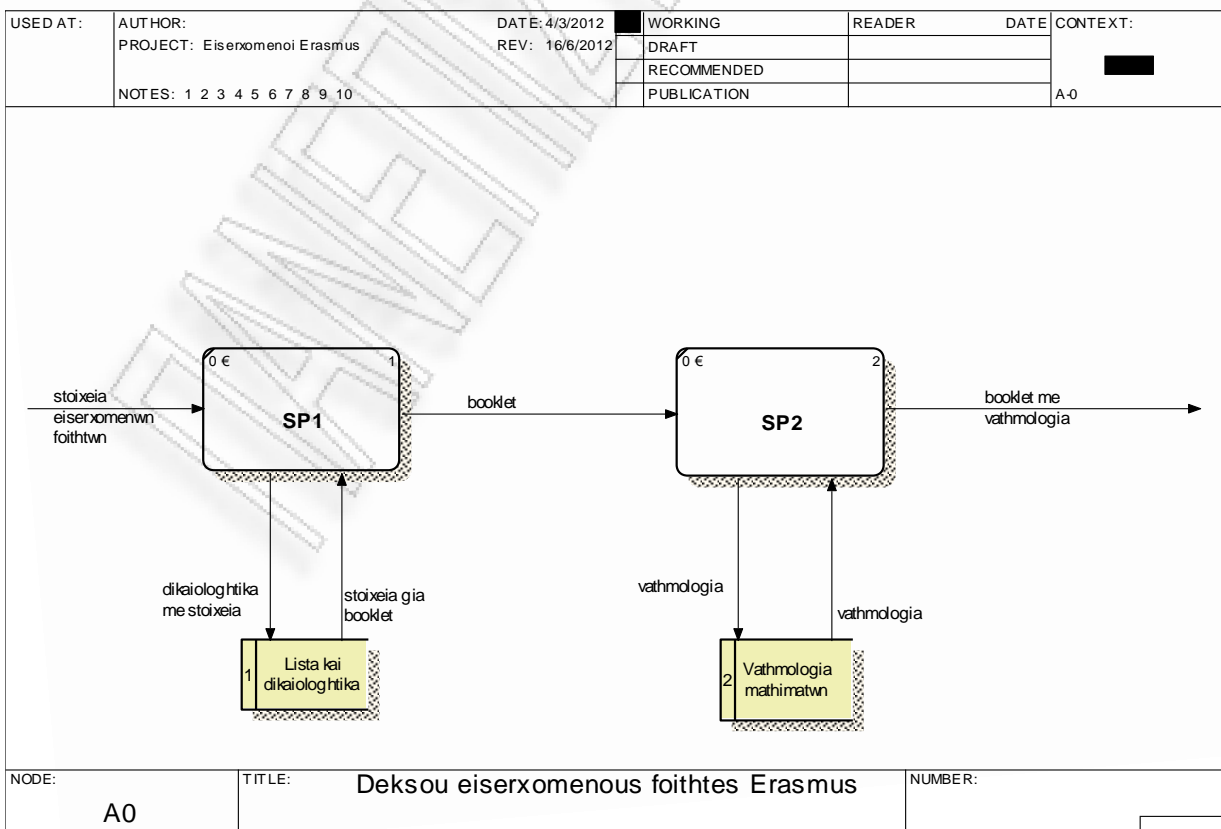 USED AT:
AUTHOR:
DATE: 4/3/2012
PROJECT: Eiserxomenoi Erasmus
REV: 16/6/2012
NOTES: 1 2 3 4 5 6 7 8 9 10
WORKING
DRAFT
RECOMMENDED
PUBLICATION
READER
DATE
CONTEXT:
A-0
stoixeia
eiserxomenwn
foithtwn
0 €
1
SP1
booklet
0 €
2
SP2
booklet me
vathmologia
dikaiologhtika
me stoixeia
stoixeia gia
booklet
vathmologia
vathmologia
1
Lista kai
dikaiologhtika
2
Vathmologia
mathimatwn
NODE:
A0
TITLE:
Deksou eiserxomenous foithtes Erasmus
NUMBER: